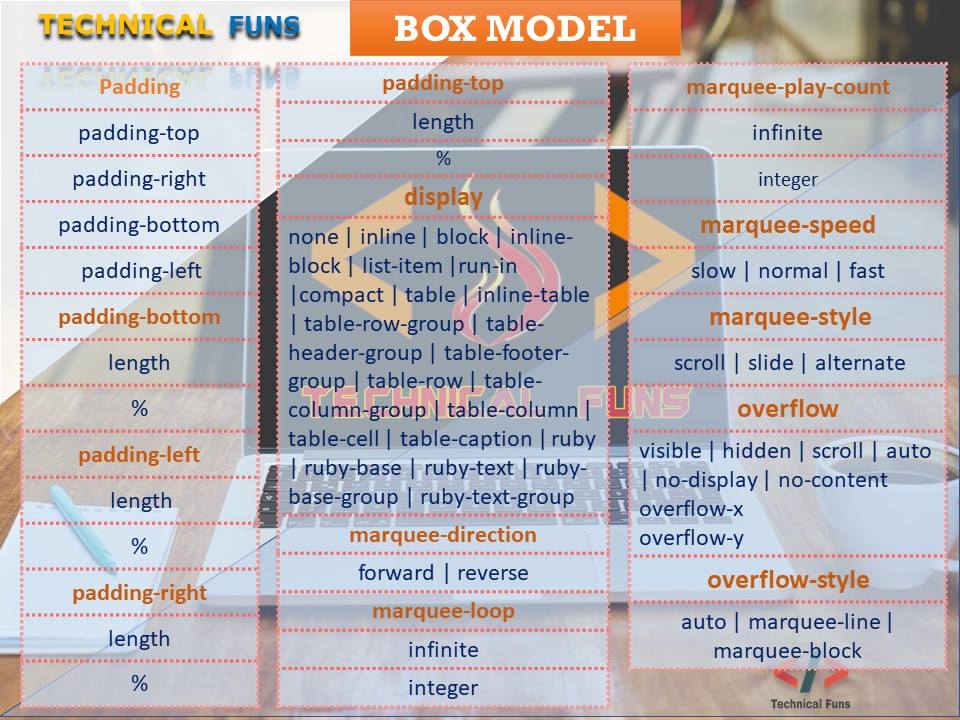 TECHNICAL FUNS
BOX MODEL
Padding
padding-top
padding-right
padding-bottom
padding-left
padding-bottom
length
%
padding-left
length
%
padding-right
length
%
padding-top
length
%
display
none | inline | block | inline-
block | list-item |run-in
|compact | table | inline-table
| table-row-group | table-
header-group | table-footer-
group | table-row | table-
column-group | table-column |
table-cell | table-caption | ruby
| ruby-base | ruby-text | ruby-
base-group | ruby-text-group
marquee-direction
forward | reverse
marquee-loop
infinite
integer
marquee-play-count
infinite
integer
marquee-speed
slow | normal | fast
marquee-style
scroll | slide | alternate
overflow
visible | hidden | scroll | auto
| no-display | no-content
overflow-x
overflow-y
overflow-style
auto | marquee-line |
marquee-block
TECHNICAL FUNS
Technical Funs